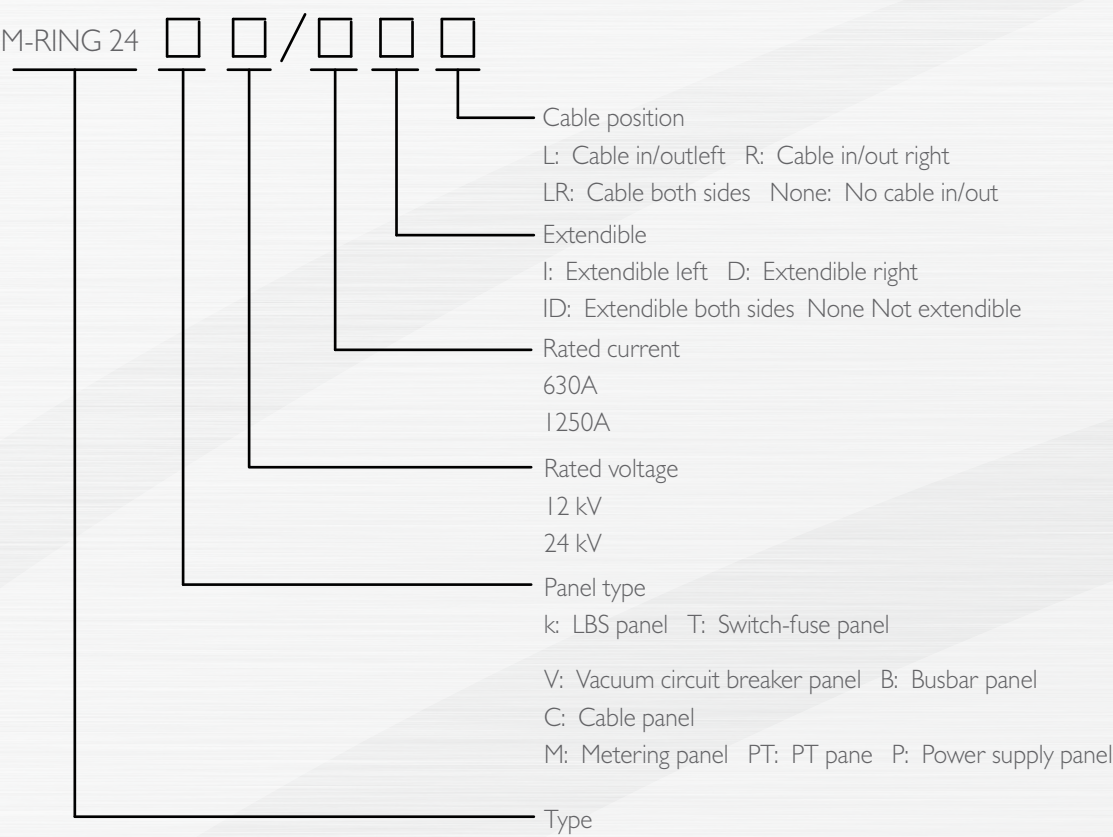 M-RING 24 □ □ / □ □ □
Cable position
L: Cable in/outleft R: Cable in/out right
LR: Cable both sides None: No cable in/out
Extendible
I: Extendible left D: Extendible right
ID: Extendible both sides None Not extendible
Rated current
630A
1250A
Rated voltage
12 kV
24 kV
Panel type
k: LBS panel T: Switch-fuse panel
V: Vacuum circuit breaker panel B: Busbar panel
C: Cable panel
M: Metering panel PT: PT pane P: Power supply panel
Type